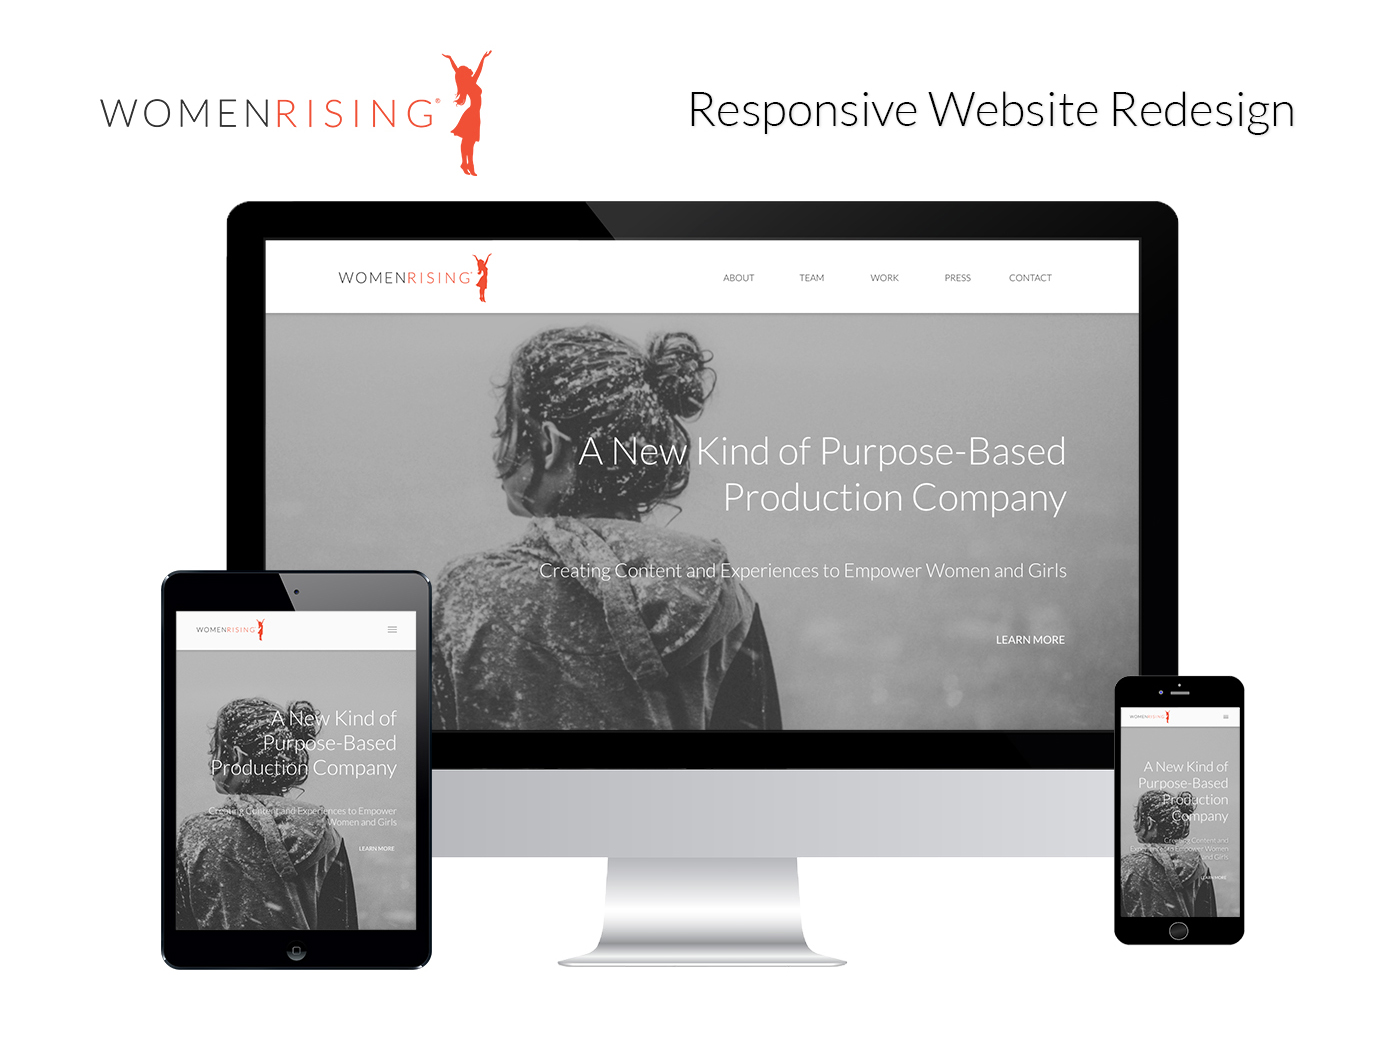 WOMENRISING®
Responsive Website Redesign
WOMENRISING
ABOUT TEAM WORK PRESS CONTACT
A New Kind of Purpose-Based
Production Company
Creating Content and Experiences to Empower Women and Girls
LEARN MORE
WOMENRISING
A New Kind of
Purpose-Based
Production Company
Creating Content and Experiences to Empower
Women and Girls
LEARN MORE
WOMENRISING
A New Kind of
Purpose-Based
Production
Company
Creating Content and
Experiences to Empower Women
and Girls
LEARN MORE